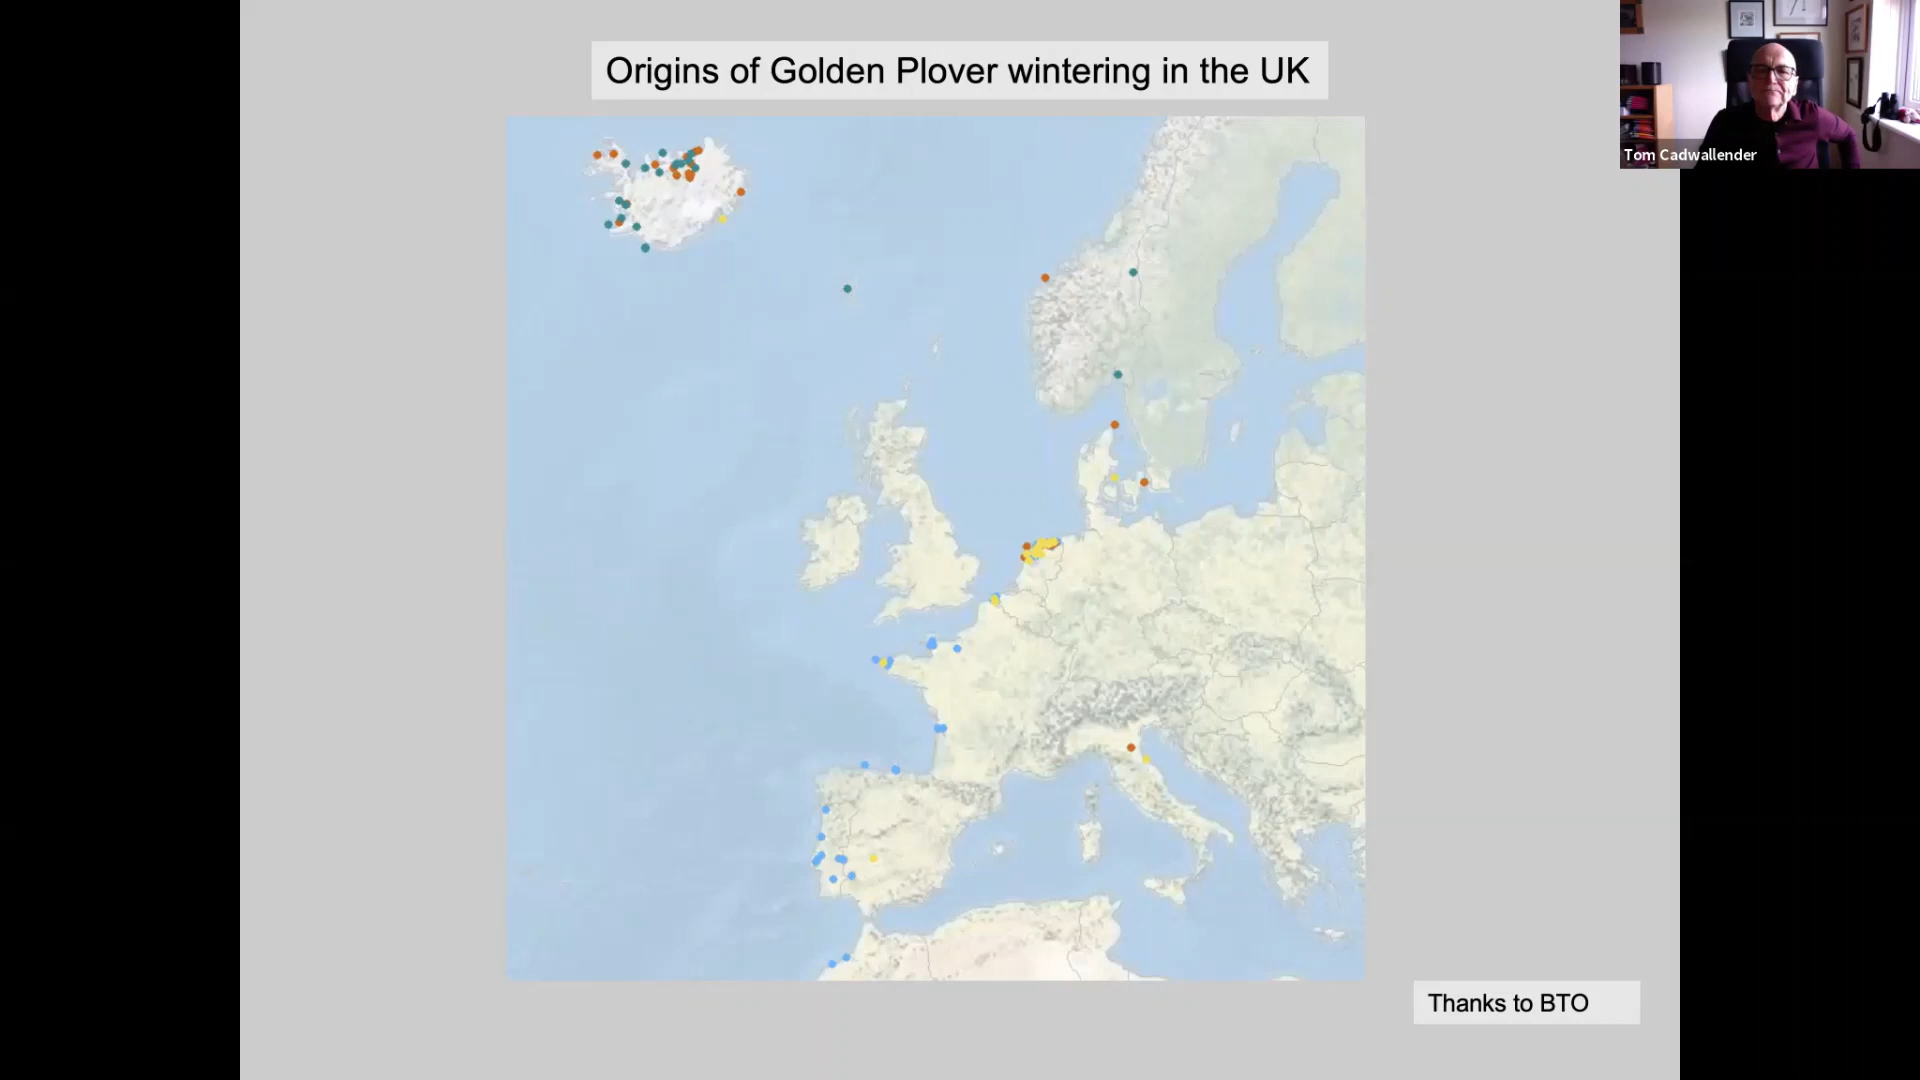 Origins of Golden Plover wintering in the UK
Tom Cadwallender
Thanks to BTO